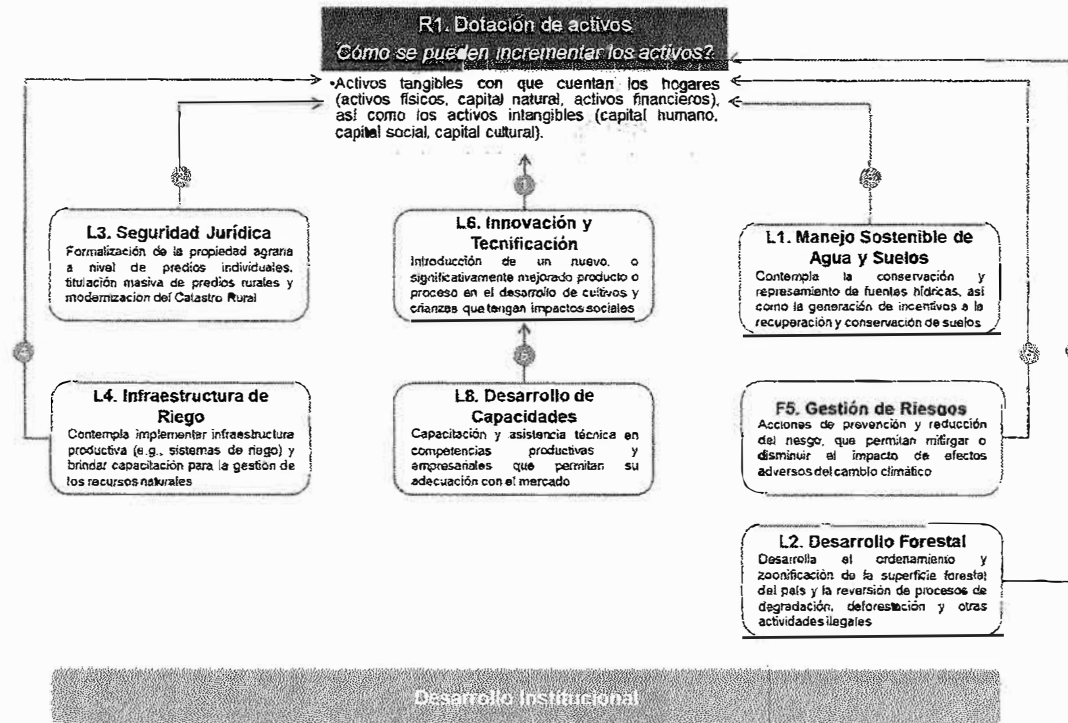 R1. Dotación de activos
Cómo se pueden incrementar los activos?
•Activos tangibles con que cuentan los hogares
(activos físicos, capital natural, activos financieros),
así como los activos intangibles (capital humano,
capital social, capital cultural).
1
L3. Seguridad Jurídica
Formalización de la propiedad agraria
a nivel de predios individuales,
titulación masiva de predios rurales y
modernización del Catastro Rural
L6. Innovación y
Tecnificación
Introducción de un nuevo, o
significativamente mejorado producto o
proceso en el desarrollo de cultivos y
crianzas que tengan impactos sociales
L1. Manejo Sostenible de
Agua y Suelos
Contempla la conservación y
represamiento de fuentes hídricas, así
como la generación de incentivos a la
recuperación y conservación de suelos
4
L4. Infraestructura de
Riego
Contempla implementar infraestructura
productiva (e.g., sistemas de riego) y
brindar capacitación para la gestión de
los recursos naturales
L8. Desarrollo de
Capacidades
Capacitación y asistencia técnica en
competencias productivas y
empresariales que permitan su
adecuación con el mercado
F5. Gestión de Riesgos
Acciones de prevención y reducción
del riesgo, que permitan mitirgar o
disminuir el impacto de efectos
adversos del cambio climático
L2. Desarrollo Forestal
Desarrolla el ordenamiento y
zoonificación de la superficie forestal
del país y la reversión de procesos de
degradación, deforestación y otras
actividades ilegales
Desarrollo Institucional